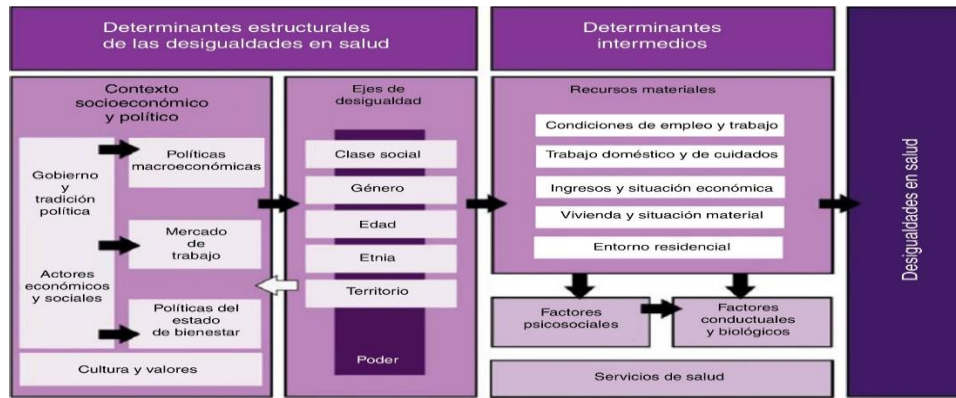 Determinantes estructurales
de las desigualdades en salud
Determinantes
intermedios
Contexto
socioeconómico
y político
Gobierno
y
tradición
política
Actores
económicos
y sociales
Políticas
macroeconómicas
Mercado
de
trabajo
Políticas del
estado
de bienestar
Cultura y valores
Ejes de
desigualdad
Clase social
Género
Edad
Etnia
Territorio
Poder
Recursos materiales
Condiciones de empleo y trabajo
Trabajo doméstico y de cuidados
Ingresos y situación económica
Vivienda y situación material
Entorno residencial
Factores
psicosociales
Factores
conductuales
y biológicos
Servicios de salud
Desigualdades en salud